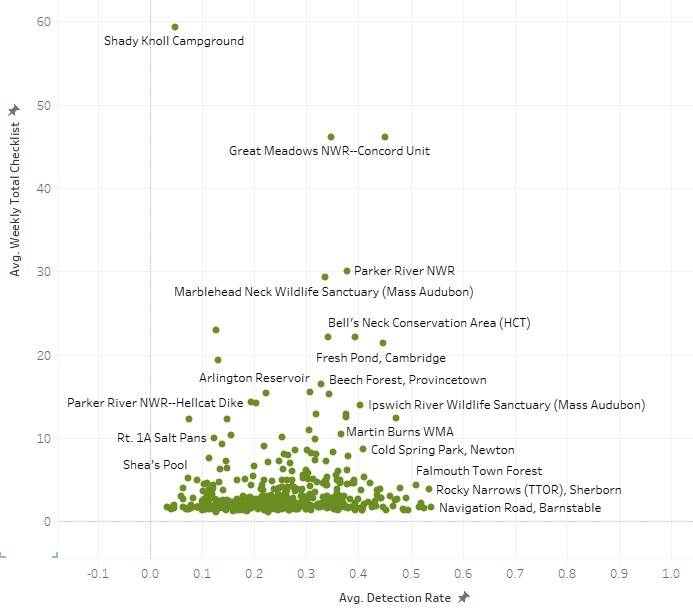 60
Shady Knoll Campground
50
Great Meadows NWR--Concord Unit
40
30
Parker River NWR
Marblehead Neck Wildlife Sanctuary (Mass Audubon)
Bell's Neck Conservation Area (HCT)
20
Fresh Pond, Cambridge
Arlington Reservoir
Beech Forest, Provincetown
Parker River NWR--Hellcat Dike
Ipswich River Wildlife Sanctuary (Mass Audubon)
Martin Burns WMA
Rt. 1A Salt Pans
10
Cold Spring Park, Newton
Shea's Pool
Falmouth Town Forest
Rocky Narrows (TTOR), Sherborn
Navigation Road, Barnstable
0
Avg. Weekly Total Checklist
-0.1 0.0 0.1 0.2 0.3 0.4 0.5 0.6 0.7 0.8 0.9 1.0
Avg. Detection Rate